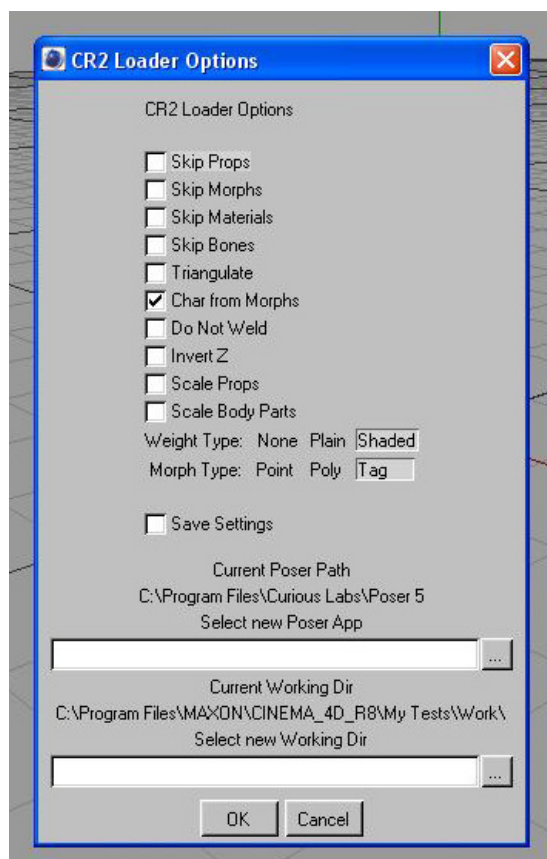 CR2 Loader Options
CR2 Loader Options
Skip Props
Skip Morphs
Skip Materials
Skip Bones
Triangulate
Char from Morphs
Do Not Weld
Invert Z
Scale Props
Scale Body Parts
Weight Type: None Plain Shaded
Morph Type: Point Poly Tag
Save Settings
Current Poser Path
C:\Program Files\Curious Labs\Poser 5
Select new Poser App
...
Current Working Dir
C:\Program Files\MAXON\CINEMA_4D_R8\My Tests\Work\
Select new Working Dir
...
OK Cancel